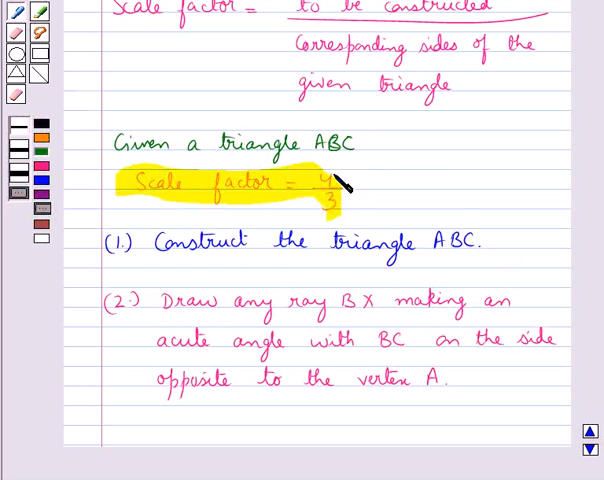 Scale factor = to be constructed
Corresponding sides of the
given triangle
Given a triangle ABC
Scale factor = 4/3
(1.) Construct the triangle ABC.
(2.) Draw any ray BX making an
acute angle with BC on the side
opposite to the vertex A.